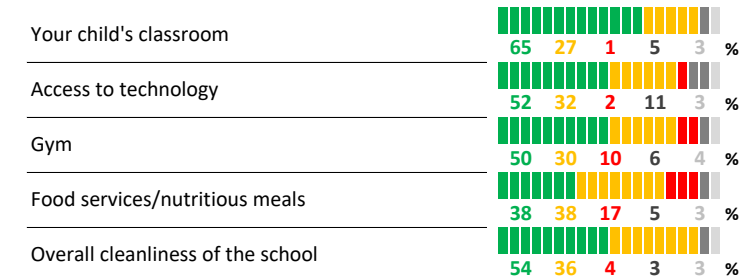 Your child's classroom
65 27 1 5 3 %
Access to technology
52 32 2 11 3 %
Gym
50 30 10 6 4 %
Food services/nutritious meals
38 38 17 5 3 %
Overall cleanliness of the school
54 36 4 3 3 %